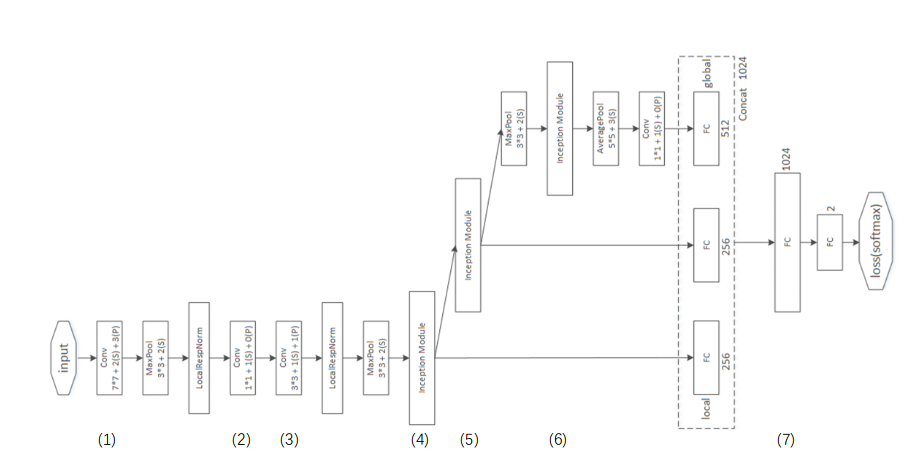 input
Conv
7*7 + 2(S) + 3(P)
MaxPool
3*3 + 2(S)
LocalRespNorm
Conv
1*1 + 1(S) + 0(P)
Conv
3*3 + 1(S) + 1(P)
LocalRespNorm
MaxPool
3*3 + 2(S)
Inception Module
Inception Module
MaxPool
3*3 + 2(S)
Inception Module
AveragePool
5*5 + 3(S)
Conv
1*1 + 1(S) + 0(P)
global
FC
512
Concat 1024
FC
256
FC
256
local
FC
1024
FC
2
loss(softmax)
(1)
(2)
(3)
(4)
(5)
(6)
(7)